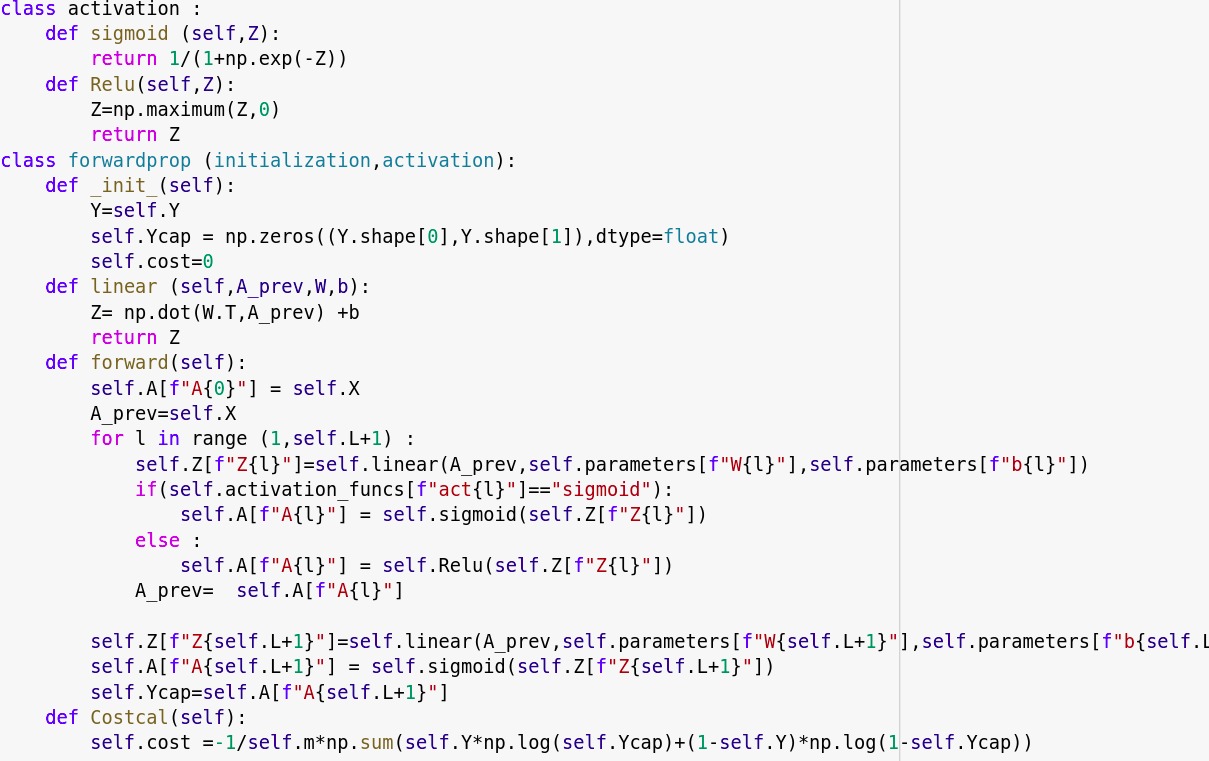 class activation :
    def sigmoid (self,Z):
        return 1/(1+np.exp(-Z))
    def Relu(self,Z):
        Z=np.maximum(Z,0)
        return Z
class forwardprop (initialization,activation):
    def _init_(self):
        Y=self.Y
        self.Ycap = np.zeros((Y.shape[0],Y.shape[1]),dtype=float)
        self.cost=0
    def linear (self,A_prev,W,b):
        Z= np.dot(W.T,A_prev) +b
        return Z
    def forward(self):
        self.A[f"A{0}"] = self.X
        A_prev=self.X
        for l in range (1,self.L+1) :
            self.Z[f"Z{l}"]=self.linear(A_prev,self.parameters[f"W{l}"],self.parameters[f"b{l}"])
            if(self.activation_funcs[f"act{l}"]=="sigmoid"):
                self.A[f"A{l}"] = self.sigmoid(self.Z[f"Z{l}"])
            else :
                self.A[f"A{l}"] = self.Relu(self.Z[f"Z{l}"])
            A_prev=  self.A[f"A{l}"]

        self.Z[f"Z{self.L+1}"]=self.linear(A_prev,self.parameters[f"W{self.L+1}"],self.parameters[f"b{self.L
        self.A[f"A{self.L+1}"] = self.sigmoid(self.Z[f"Z{self.L+1}"])
        self.Ycap=self.A[f"A{self.L+1}"]
    def Costcal(self):
        self.cost =-1/self.m*np.sum(self.Y*np.log(self.Ycap)+(1-self.Y)*np.log(1-self.Ycap))